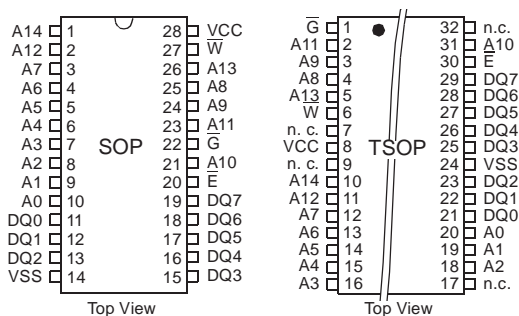 A14 1 28 VCC
A12 2 27 W̅
A7 3 26 A13
A6 4 25 A8
A5 5 24 A9
A4 6 23 A11
A3 7 SOP 22 G̅
A2 8 21 A10
A1 9 20 E̅
A0 10 19 DQ7
DQ0 11 18 DQ6
DQ1 12 17 DQ5
DQ2 13 16 DQ4
VSS 14 15 DQ3
Top View
G̅ 1 32 n.c.
A11 2 31 A10
A9 3 30 E̅
A8 4 29 DQ7
A13 5 28 DQ6
W̅ 6 27 DQ5
n. c. 7 26 DQ4
VCC 8 TSOP 25 DQ3
n. c. 9 24 VSS
A14 10 23 DQ2
A12 11 22 DQ1
A7 12 21 DQ0
A6 13 20 A0
A5 14 19 A1
A4 15 18 A2
A3 16 17 n.c.
Top View